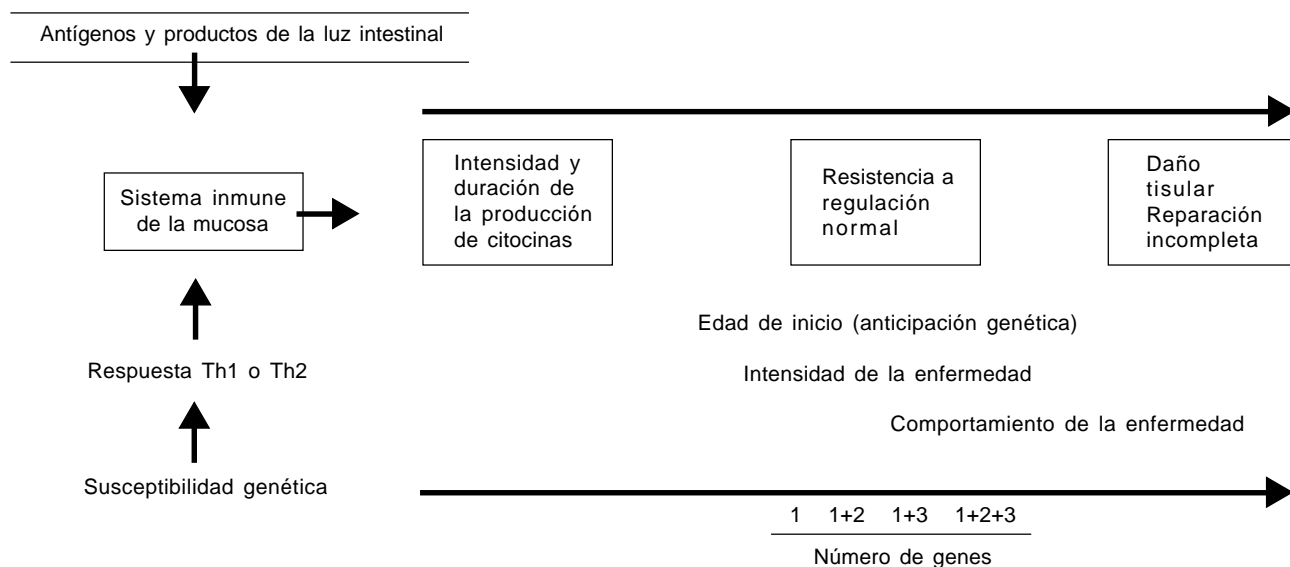 Antígenos y productos de la luz intestinal
Sistema inmune
de la mucosa
Intensidad y
duración de
la producción
de citocinas
Resistencia a
regulación
normal
Daño
tisular
Reparación
incompleta
Edad de inicio (anticipación genética)
Respuesta Th1 o Th2
Intensidad de la enfermedad
Comportamiento de la enfermedad
Susceptibilidad genética
1 1+2 1+3 1+2+3
Número de genes